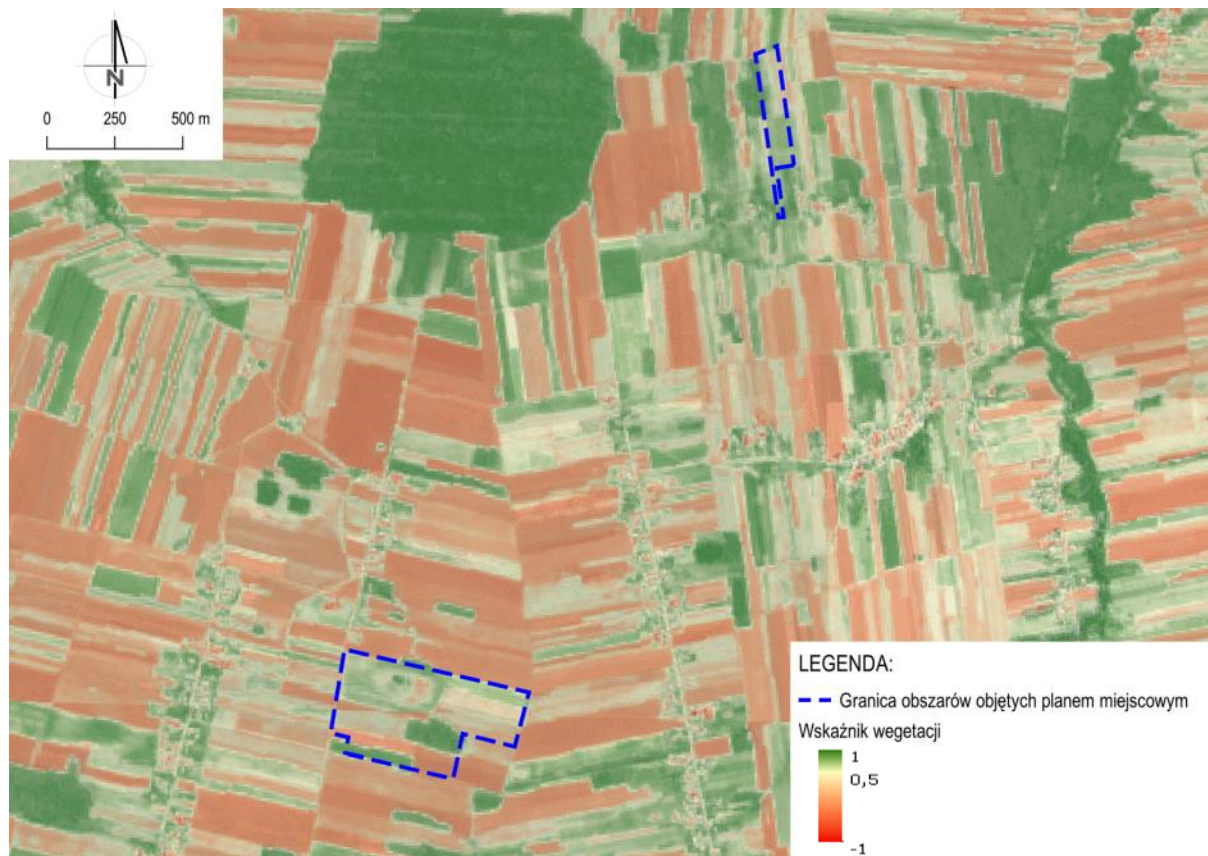 N
0 250 500 m
LEGENDA:
Granica obszarów objętych planem miejscowym
Wskaźnik wegetacji
1
0,5
-1